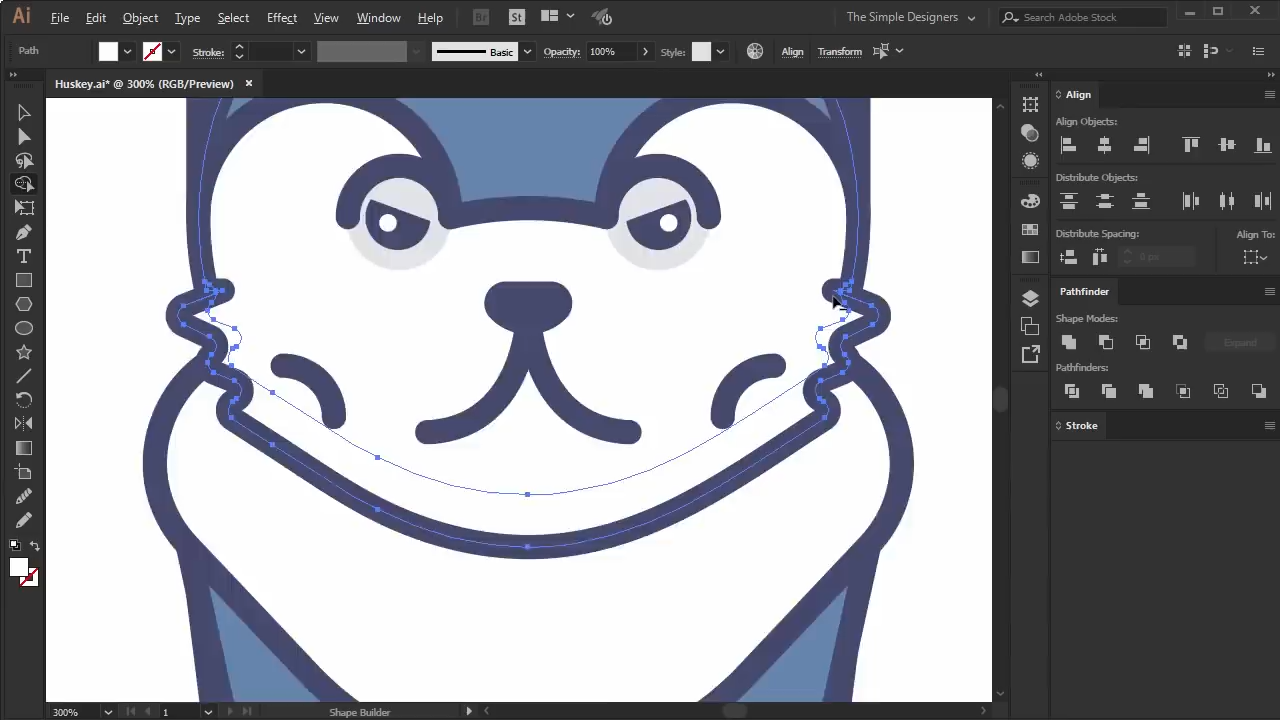 Ai File Edit Object Type Select Effect View Window Help Br St The Simple Designers Search Adobe Stock
Path Stroke: Basic Opacity: 100% Style: Align Transform
Huskey.ai* @ 300% (RGB/Preview)
Align
Align Objects:
Distribute Objects:
Distribute Spacing: Align To:
0 px
Pathfinder
Shape Modes:
Expand
Pathfinders:
Stroke
300% 1 Shape Builder